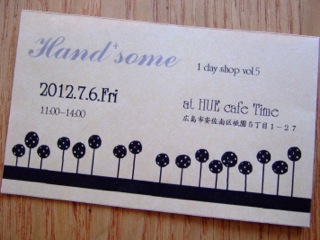 Hand+some
1 day shop vol.5
2012.7.6.Fri
11:00-14:00
at HUE cafe Time
広島市安佐南区祇園5丁目1-27